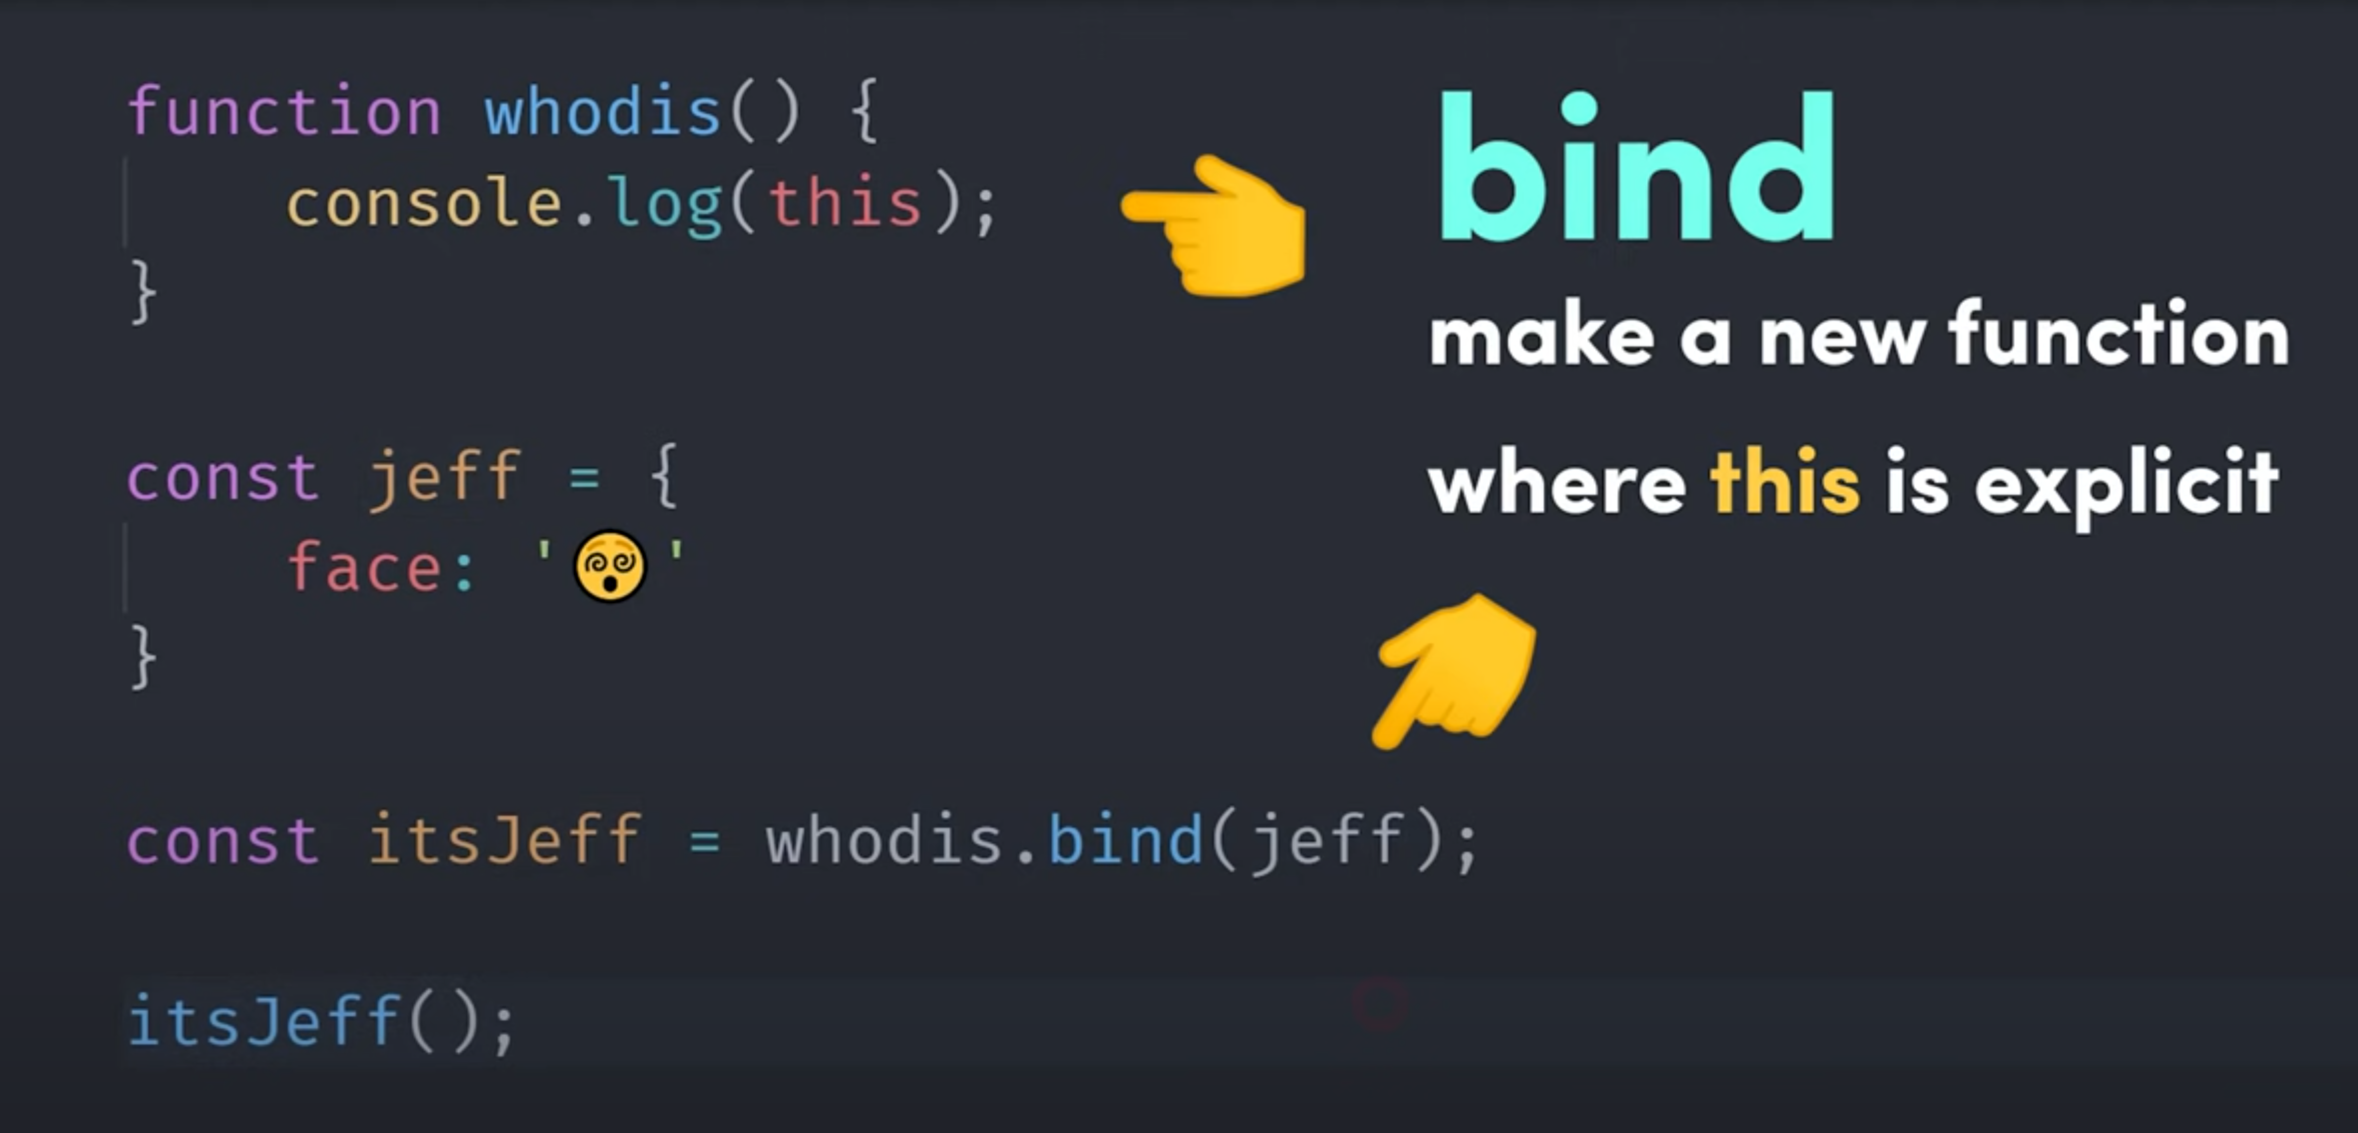 function whodis() {
console.log(this);
}
const jeff = {
face: '😵‍💫'
}
const itsJeff = whodis.bind(jeff);
itsJeff();
bind
make a new function
where this is explicit